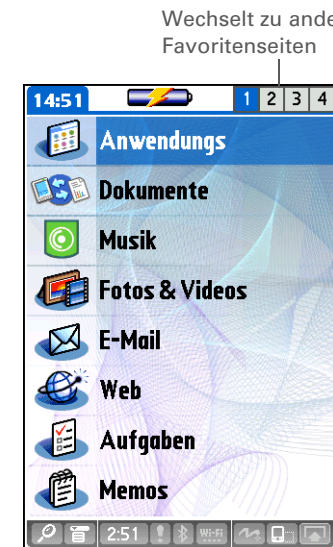 Wechselt zu ande
Favoritenseiten
14:51 1 2 3 4
Anwendungs
Dokumente
Musik
Fotos & Videos
E-Mail
Web
Aufgaben
Memos
2:51 Wi-Fi